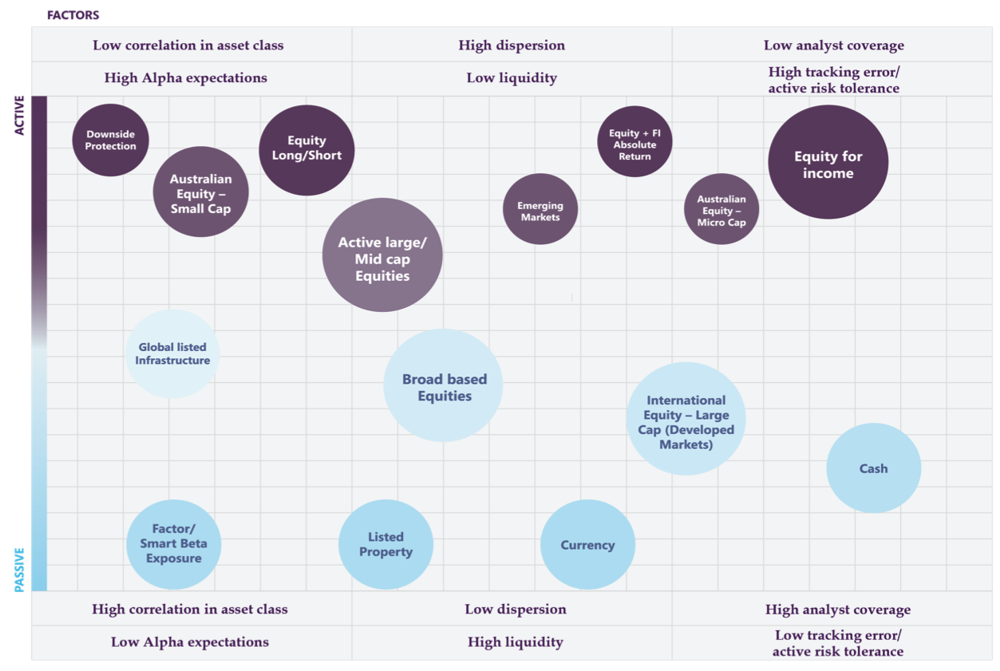 FACTORS
Low correlation in asset class
High dispersion
Low analyst coverage
High Alpha expectations
Low liquidity
High tracking error/
active risk tolerance
ACTIVE
Downside
Protection
Australian
Equity –
Small Cap
Equity
Long/Short
Active large/
Mid cap
Equities
Emerging
Markets
Equity + FI
Absolute
Return
Australian
Equity –
Micro Cap
Equity for
income
Global listed
Infrastructure
Broad based
Equities
International
Equity – Large
Cap (Developed
Markets)
Cash
Factor/
Smart Beta
Exposure
Listed
Property
Currency
PASSIVE
High correlation in asset class
Low dispersion
High analyst coverage
Low Alpha expectations
High liquidity
Low tracking error/
active risk tolerance